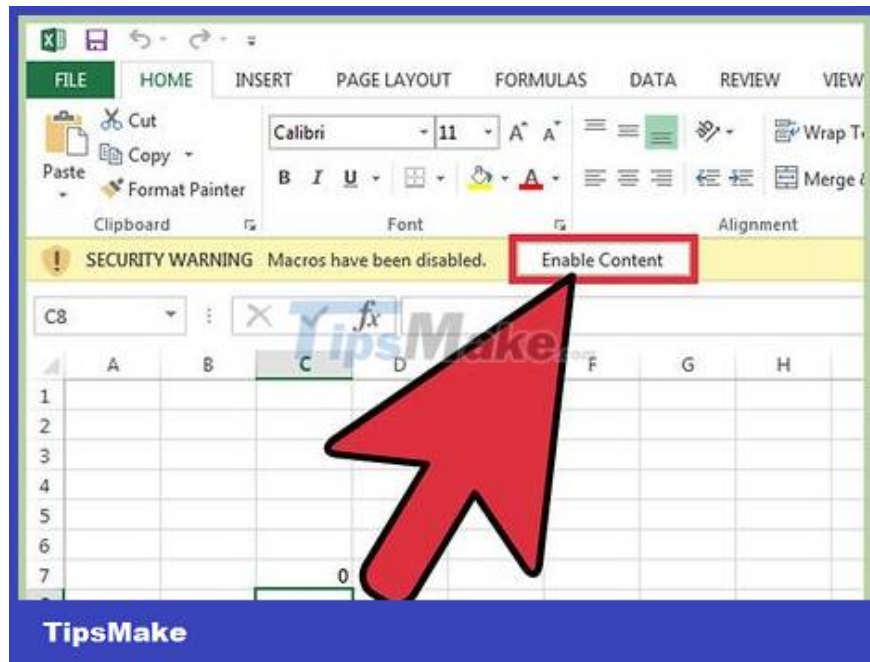 FILE HOME INSERT PAGE LAYOUT FORMULAS DATA REVIEW VIEW
Cut
Copy
Paste
Format Painter
Calibri 11 A A
B I U A
Wrap T
Merge &
Clipboard Font Alignment
SECURITY WARNING Macros have been disabled. Enable Content
C8 fx
TipsMake.com
A B C D F G H
1
2
3
4
5
6
7 0
TipsMake